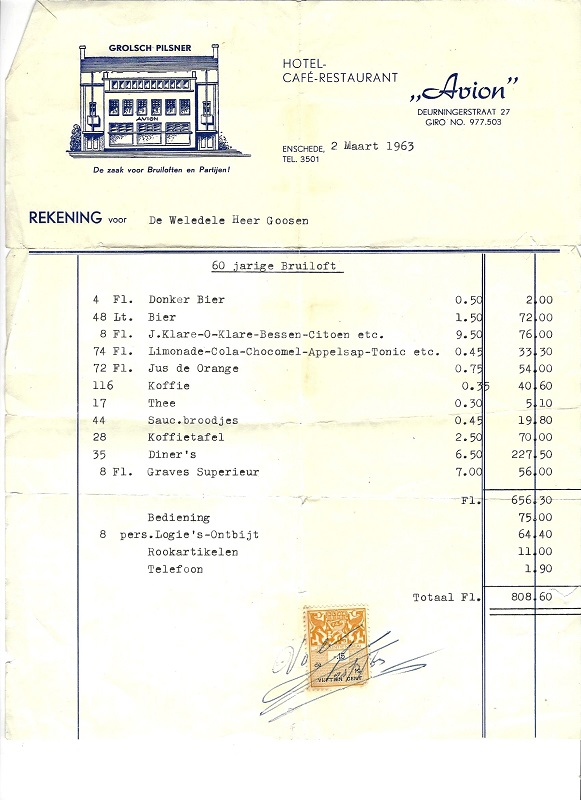 GROLSCH PILSNER
AVION
De zaak voor Bruiloften en Partijen!
HOTEL-
CAFÉ-RESTAURANT
„Avion”
DEURNINGERSTRAAT 27
GIRO NO. 977.503
ENSCHEDE, 2 Maart 1963
TEL. 3501
REKENING voor De Weledele Heer Goosen
60 jarige Bruiloft
4 Fl. Donker Bier 0.50 2.00
48 Lt. Bier 1.50 72.00
8 Fl. J.Klare-O-Klare-Bessen-Citoen etc. 9.50 76.00
74 Fl. Limonade-Cola-Chocomel-Appelsap-Tonic etc. 0.45 33.30
72 Fl. Jus de Orange 0.75 54.00
116 Koffie 0.35 40.60
17 Thee 0.30 5.10
44 Sauc.broodjes 0.45 19.80
28 Koffietafel 2.50 70.00
35 Diner's 6.50 227.50
8 Fl. Graves Superieur 7.00 56.00
Fl. 656.30
Bediening 75.00
8 pers.Logie's-Ontbijt 64.40
Rookartikelen 11.00
Telefoon 1.90
Totaal Fl. 808.60
15
VIJFTIEN CENT